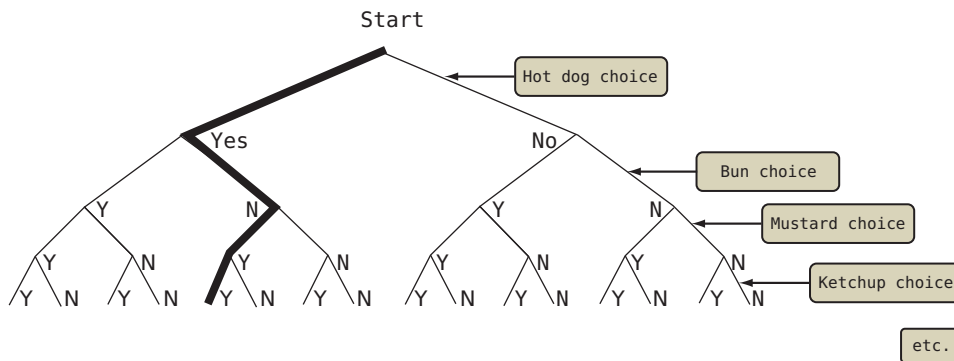 Start
Hot dog choice
Yes No
Bun choice
Y N Y N
Mustard choice
Y N Y N Y N Y N
Y N Y N Y N Y N Y N Y N Y N Y N
Ketchup choice
etc.